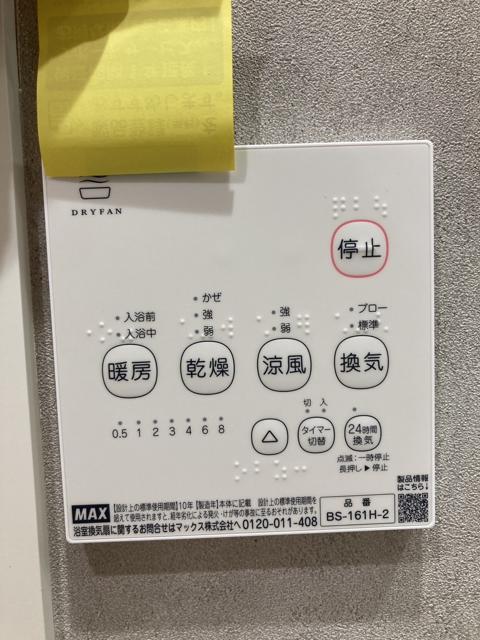 DRYFAN
停止
かぜ
入浴前 強 強 ブロー
入浴中 弱 弱 標準
暖房 乾燥 涼風 換気
0.5 1 2 3 4 6 8
切 入
△ タイマー切替 24時間換気
点滅:一時停止
長押し▶停止
製品情報
はこちら↓
MAX 【設計上の標準使用期間】10年 【製造年】本体に記載 設計上の標準使用期間を
超えて使用されますと、経年劣化による発火・けが等の事故に至るおそれがあります。
浴室換気扇に関するお問合せはマックス株式会社へ 0120-011-408
品番
BS-161H-2